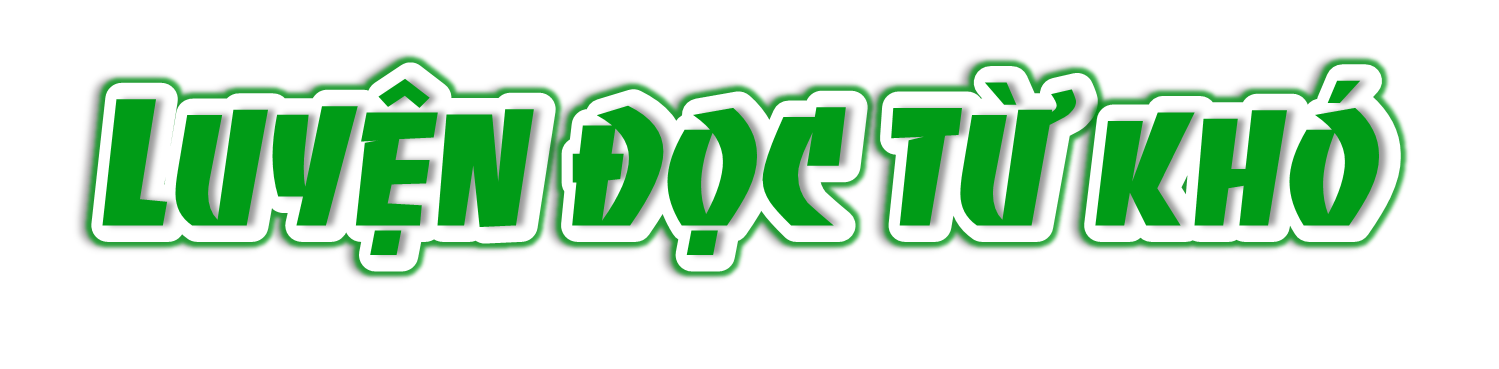 LUYỆN ĐỌC TỪ KHÓ